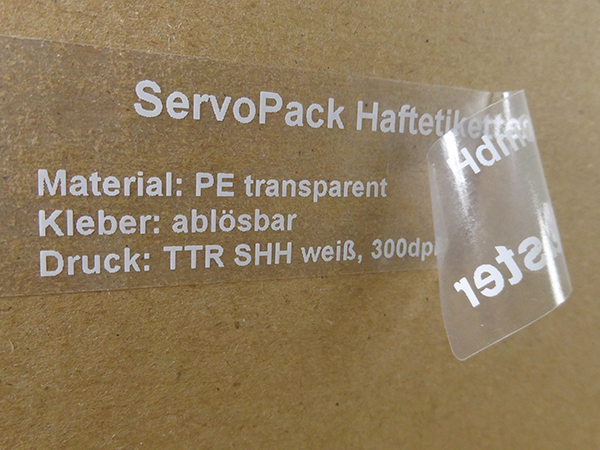 ServoPack Haftetiketten
Material: PE transparent
Kleber: ablösbar
Druck: TTR SHH weiß, 300dpi